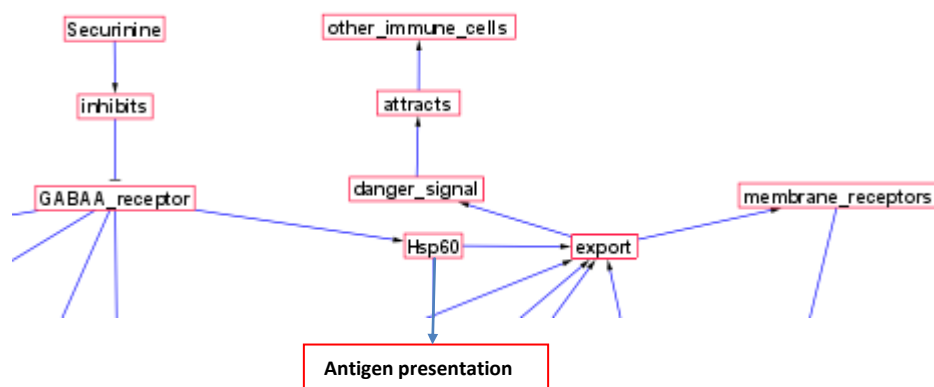 Securinine
other_immune_cells
inhibits
attracts
GABAA_receptor
danger_signal
membrane_receptors
Hsp60
export
Antigen presentation